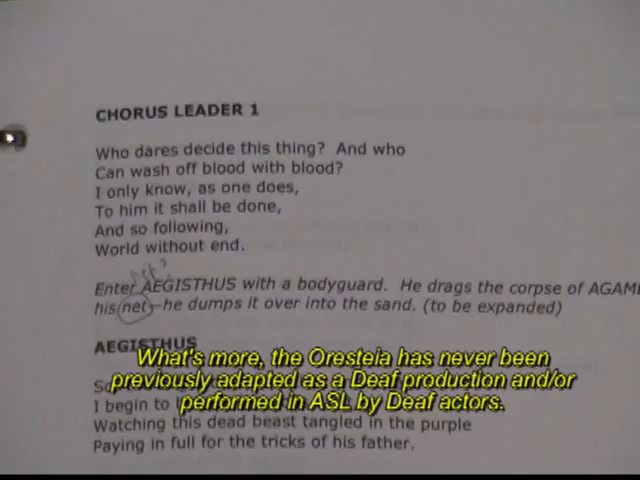 CHORUS LEADER 1
Who dares decide this thing? And who
Can wash off blood with blood?
I only know, as one does,
To him it shall be done,
And so following,
World without end.
net?
Enter AEGISTHUS with a bodyguard. He drags the corpse of AGAME
his net—he dumps it over into the sand. (to be expanded)
AEGISTHUS
What's more, the Oresteia has never been
previously adapted as a Deaf production and/or
performed in ASL by Deaf actors.
I begin to
Watching this dead beast tangled in the purple
Paying in full for the tricks of his father.